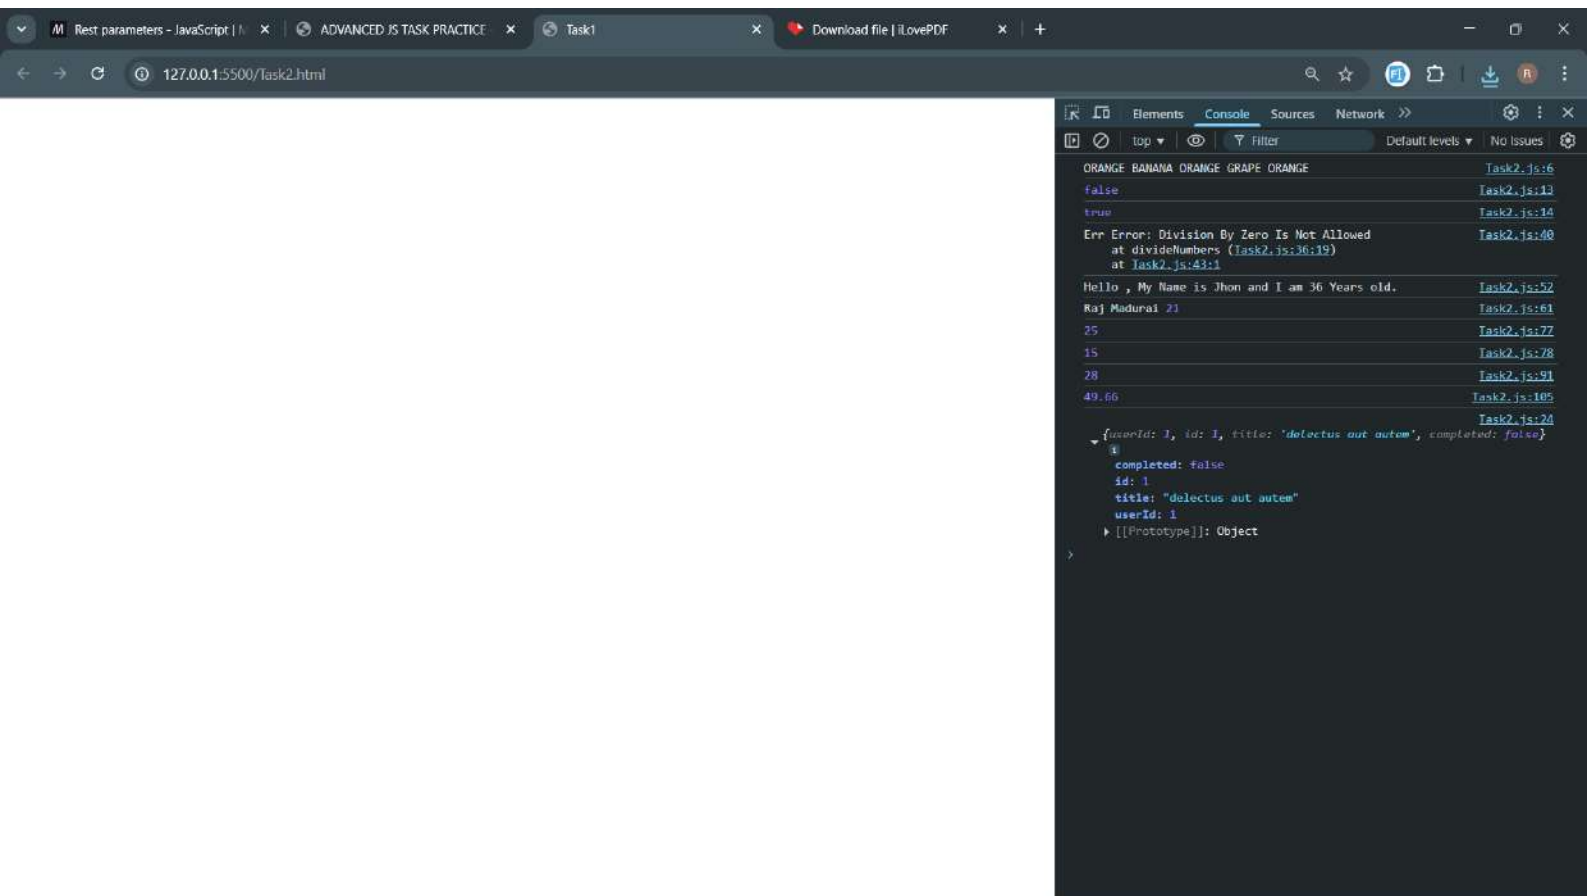 Rest parameters - JavaScript | M
ADVANCED JS TASK PRACTICE
Task1
Download file | iLovePDF
127.0.0.1:5500/Task2.html
R
Elements Console Sources Network
top Filter Default levels No Issues
ORANGE BANANA ORANGE GRAPE ORANGE Task2.js:6
false Task2.js:13
true Task2.js:14
Err Error: Division By Zero Is Not Allowed Task2.js:40
at divideNumbers (Task2.js:36:19)
at Task2.js:43:1
Hello , My Name is Jhon and I am 36 Years old. Task2.js:52
Raj Madurai 21 Task2.js:61
25 Task2.js:77
15 Task2.js:78
28 Task2.js:91
49.66 Task2.js:105
Task2.js:24
{userId: 1, id: 1, title: 'delectus aut autem', completed: false}
i
completed: false
id: 1
title: "delectus aut autem"
userId: 1
[[Prototype]]: Object